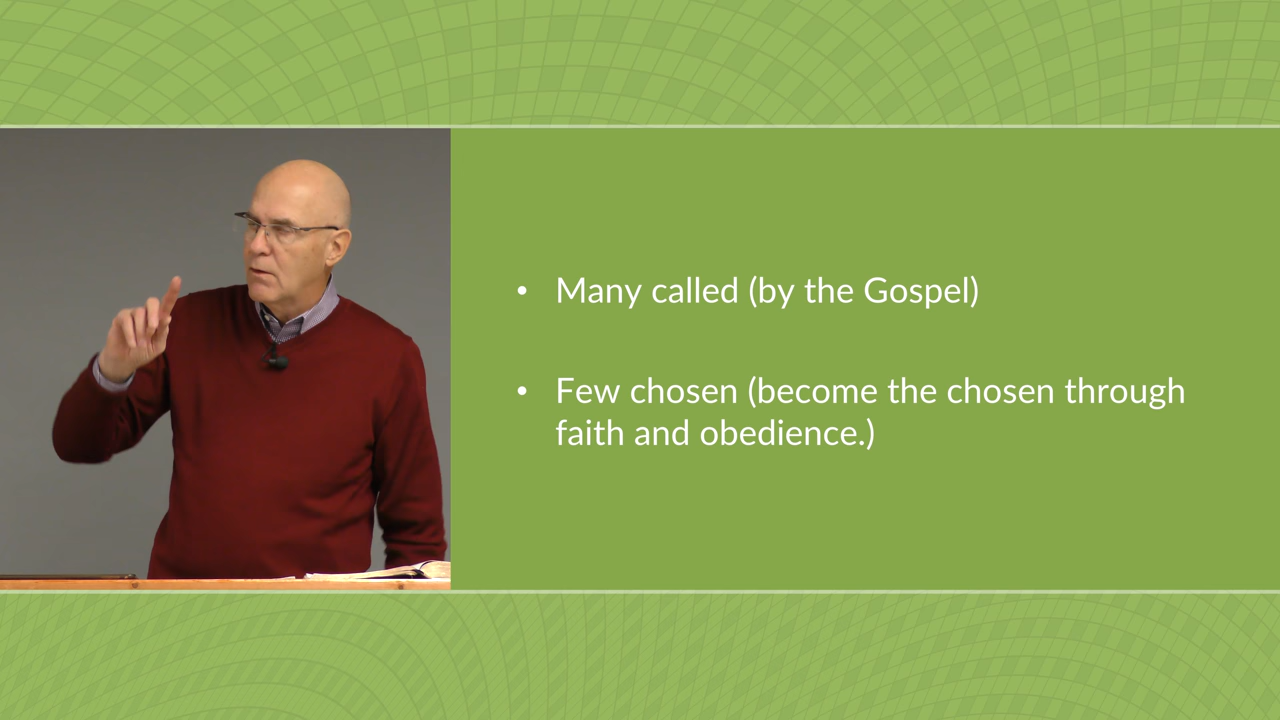 • Many called (by the Gospel)
• Few chosen (become the chosen through
faith and obedience.)